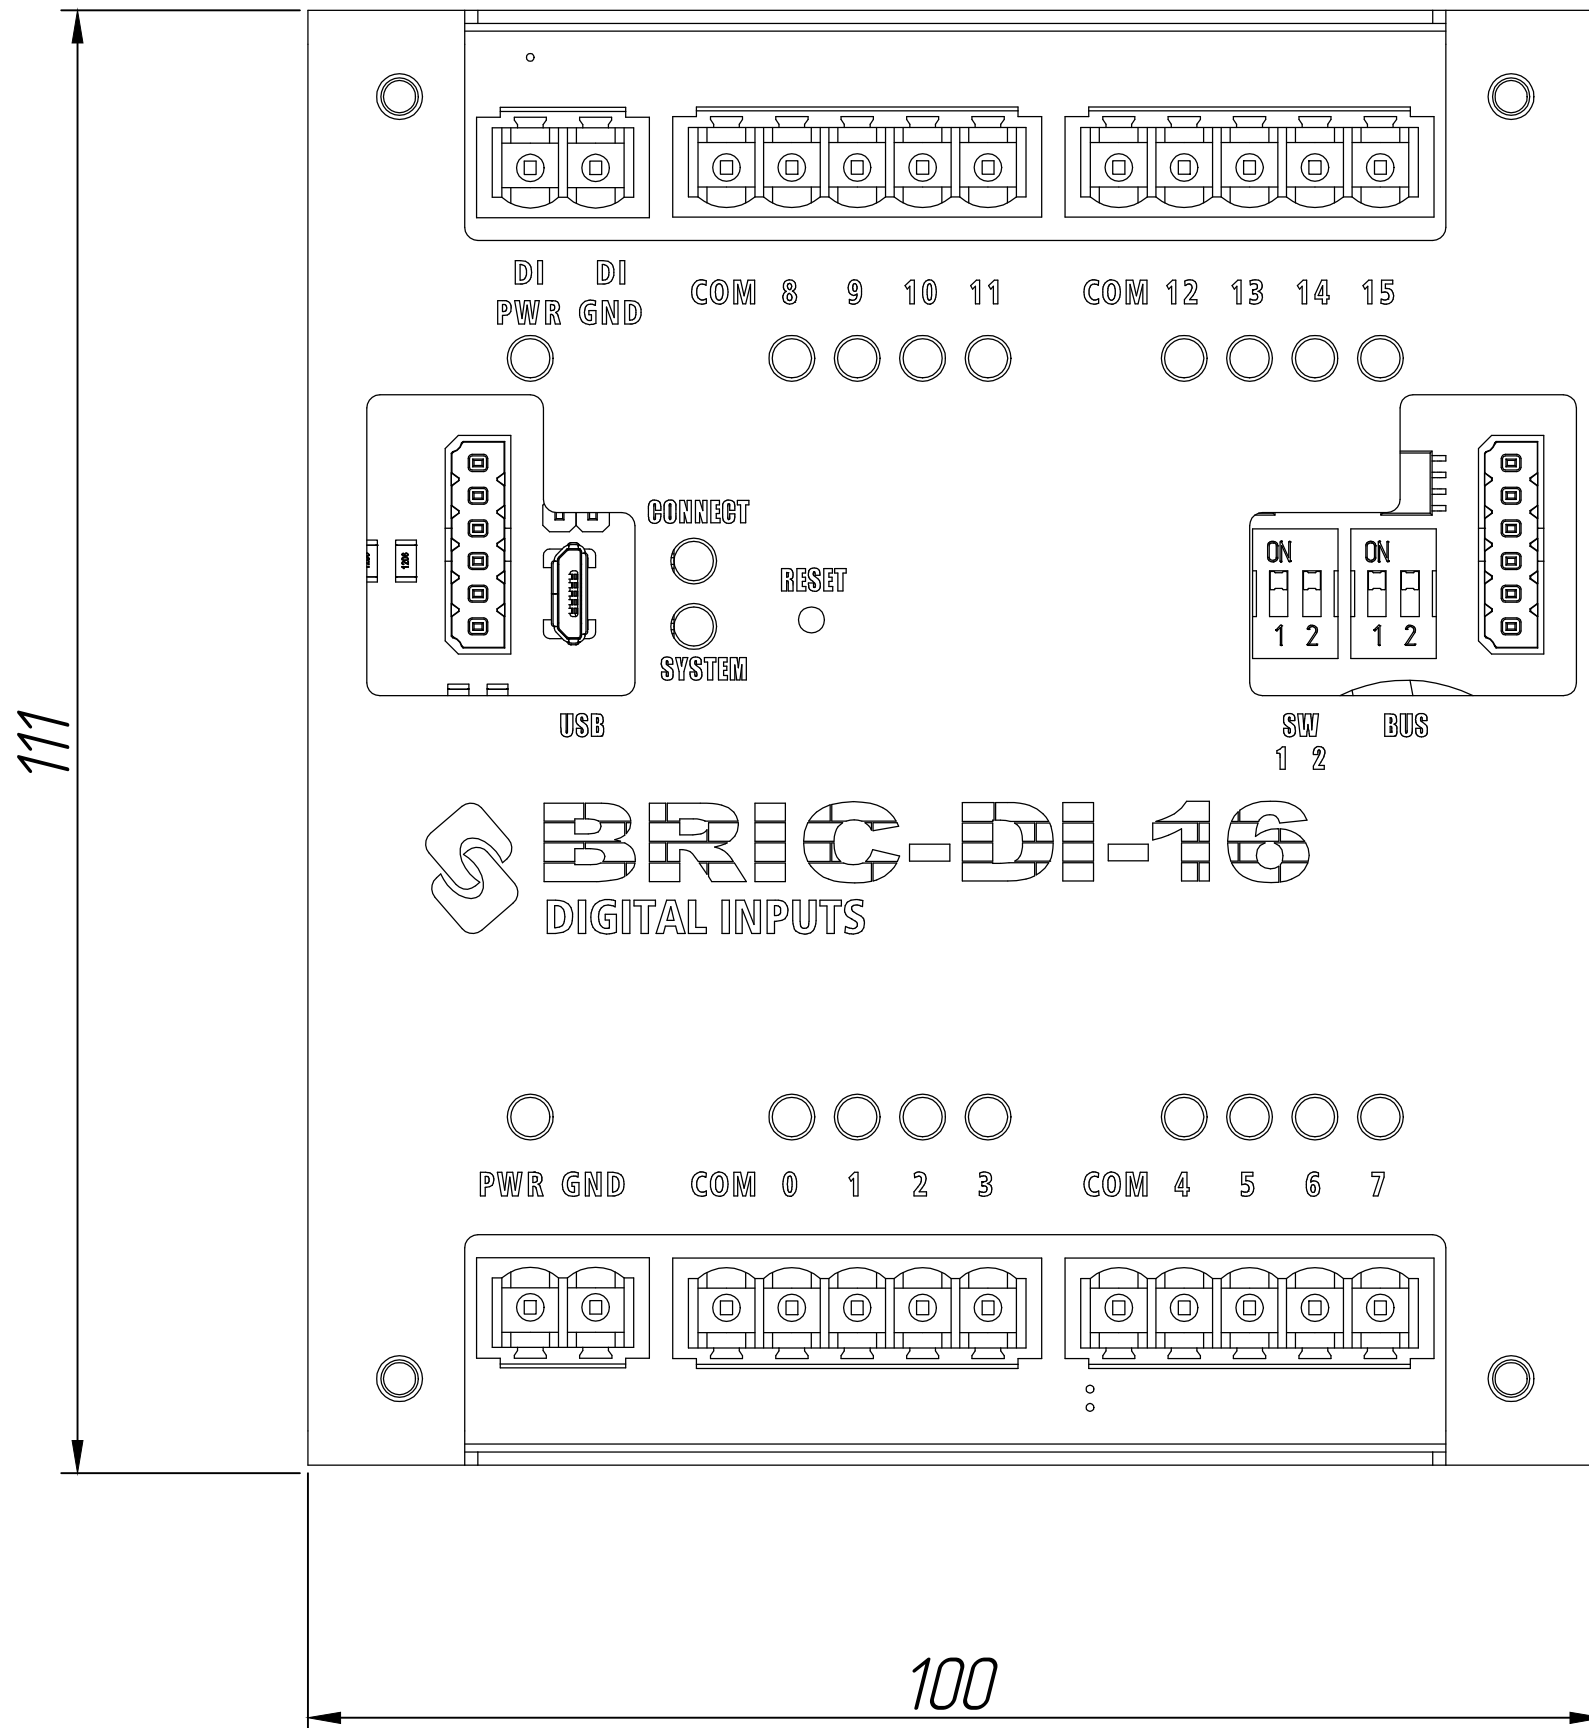 DI DI
PWR GND
COM 8 9 10 11
COM 12 13 14 15
CONNECT
RESET
SYSTEM
USB
1206
ON ON
1 2 1 2
SW BUS
1 2
111
BRIC-DI-16
DIGITAL INPUTS
PWR GND
COM 0 1 2 3
COM 4 5 6 7
100